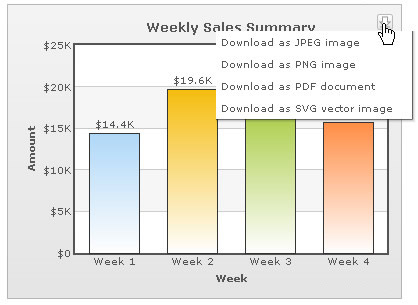 Weekly Sales Summary
Download as JPEG image
Download as PNG image
Download as PDF document
Download as SVG vector image
Amount
$25K
$20K
$15K
$10K
$5K
$0
$14.4K
$19.6K
Week 1
Week 2
Week 3
Week 4
Week